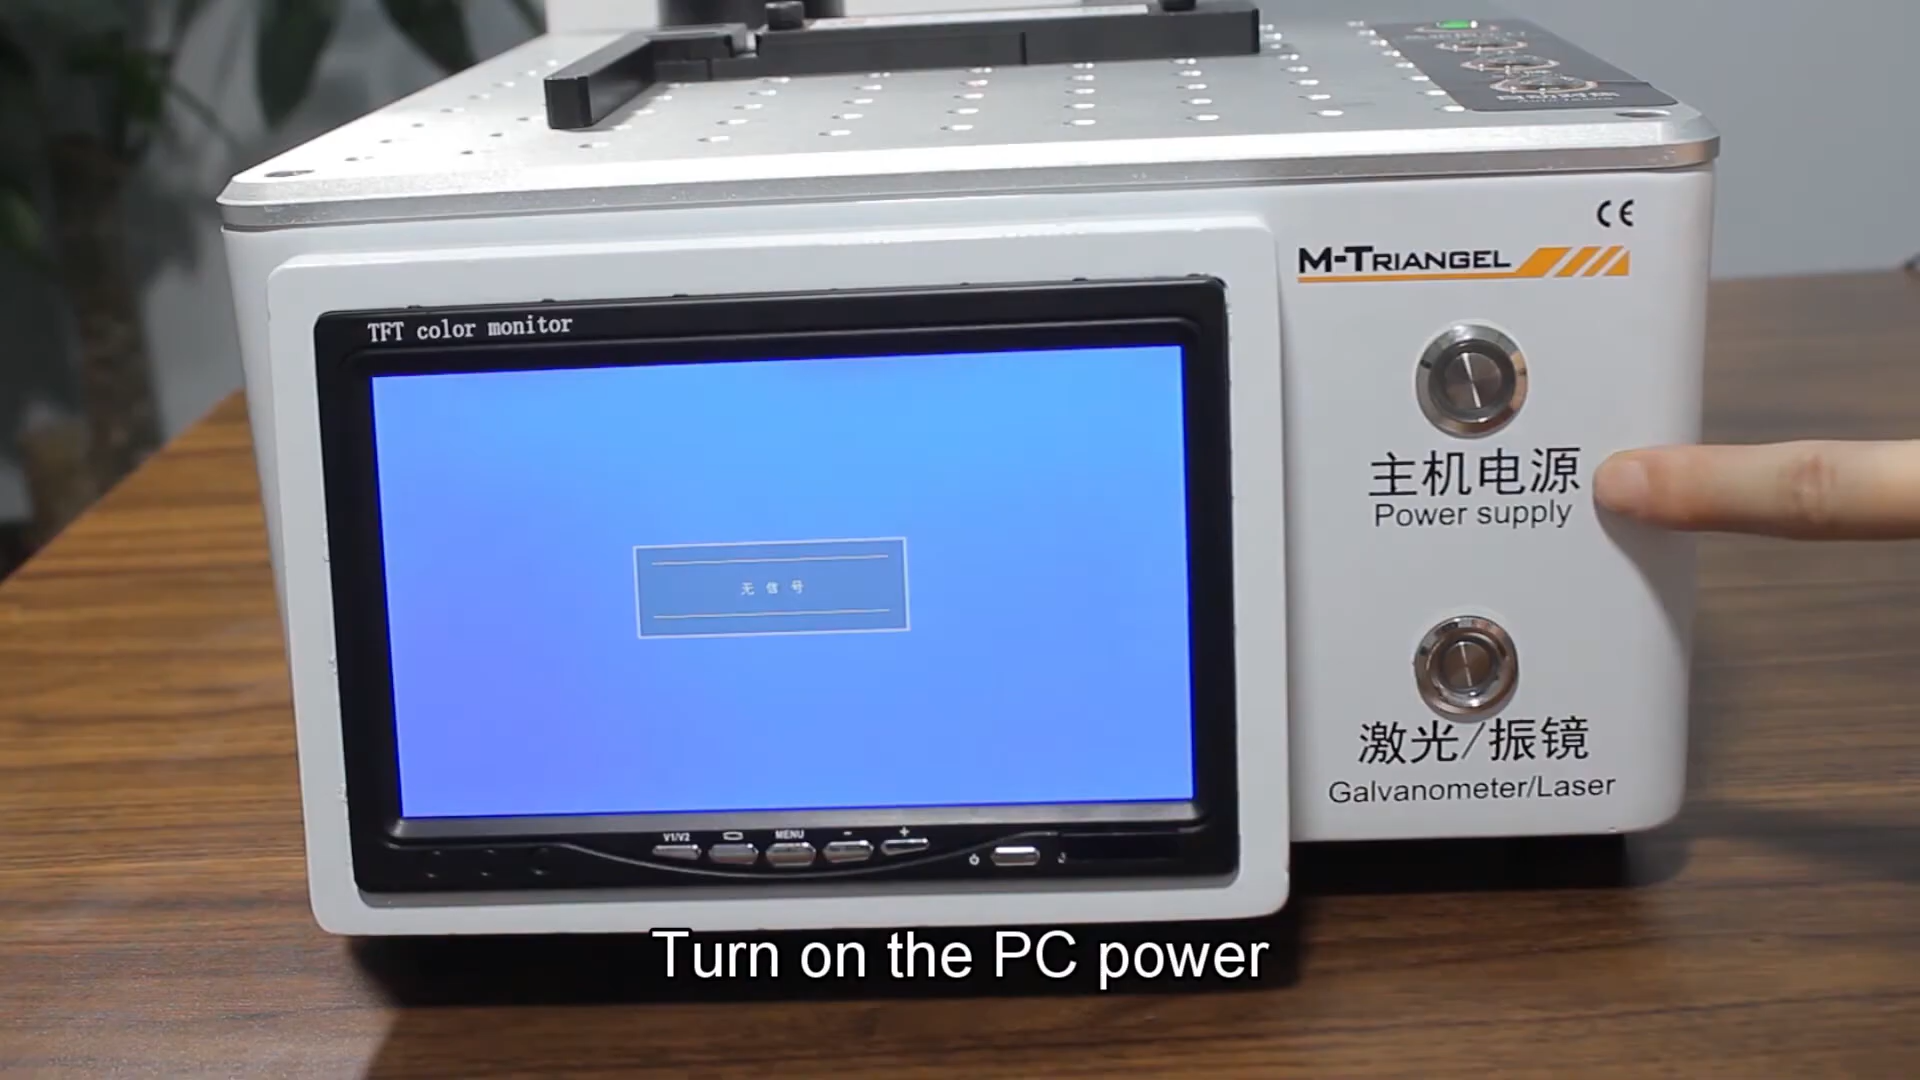 CE
M-TRIANGEL
TFT color monitor
主机电源
Power supply
无信号
激光/振镜
Galvanometer/Laser
V1/V2
MENU
-
+
Turn on the PC power